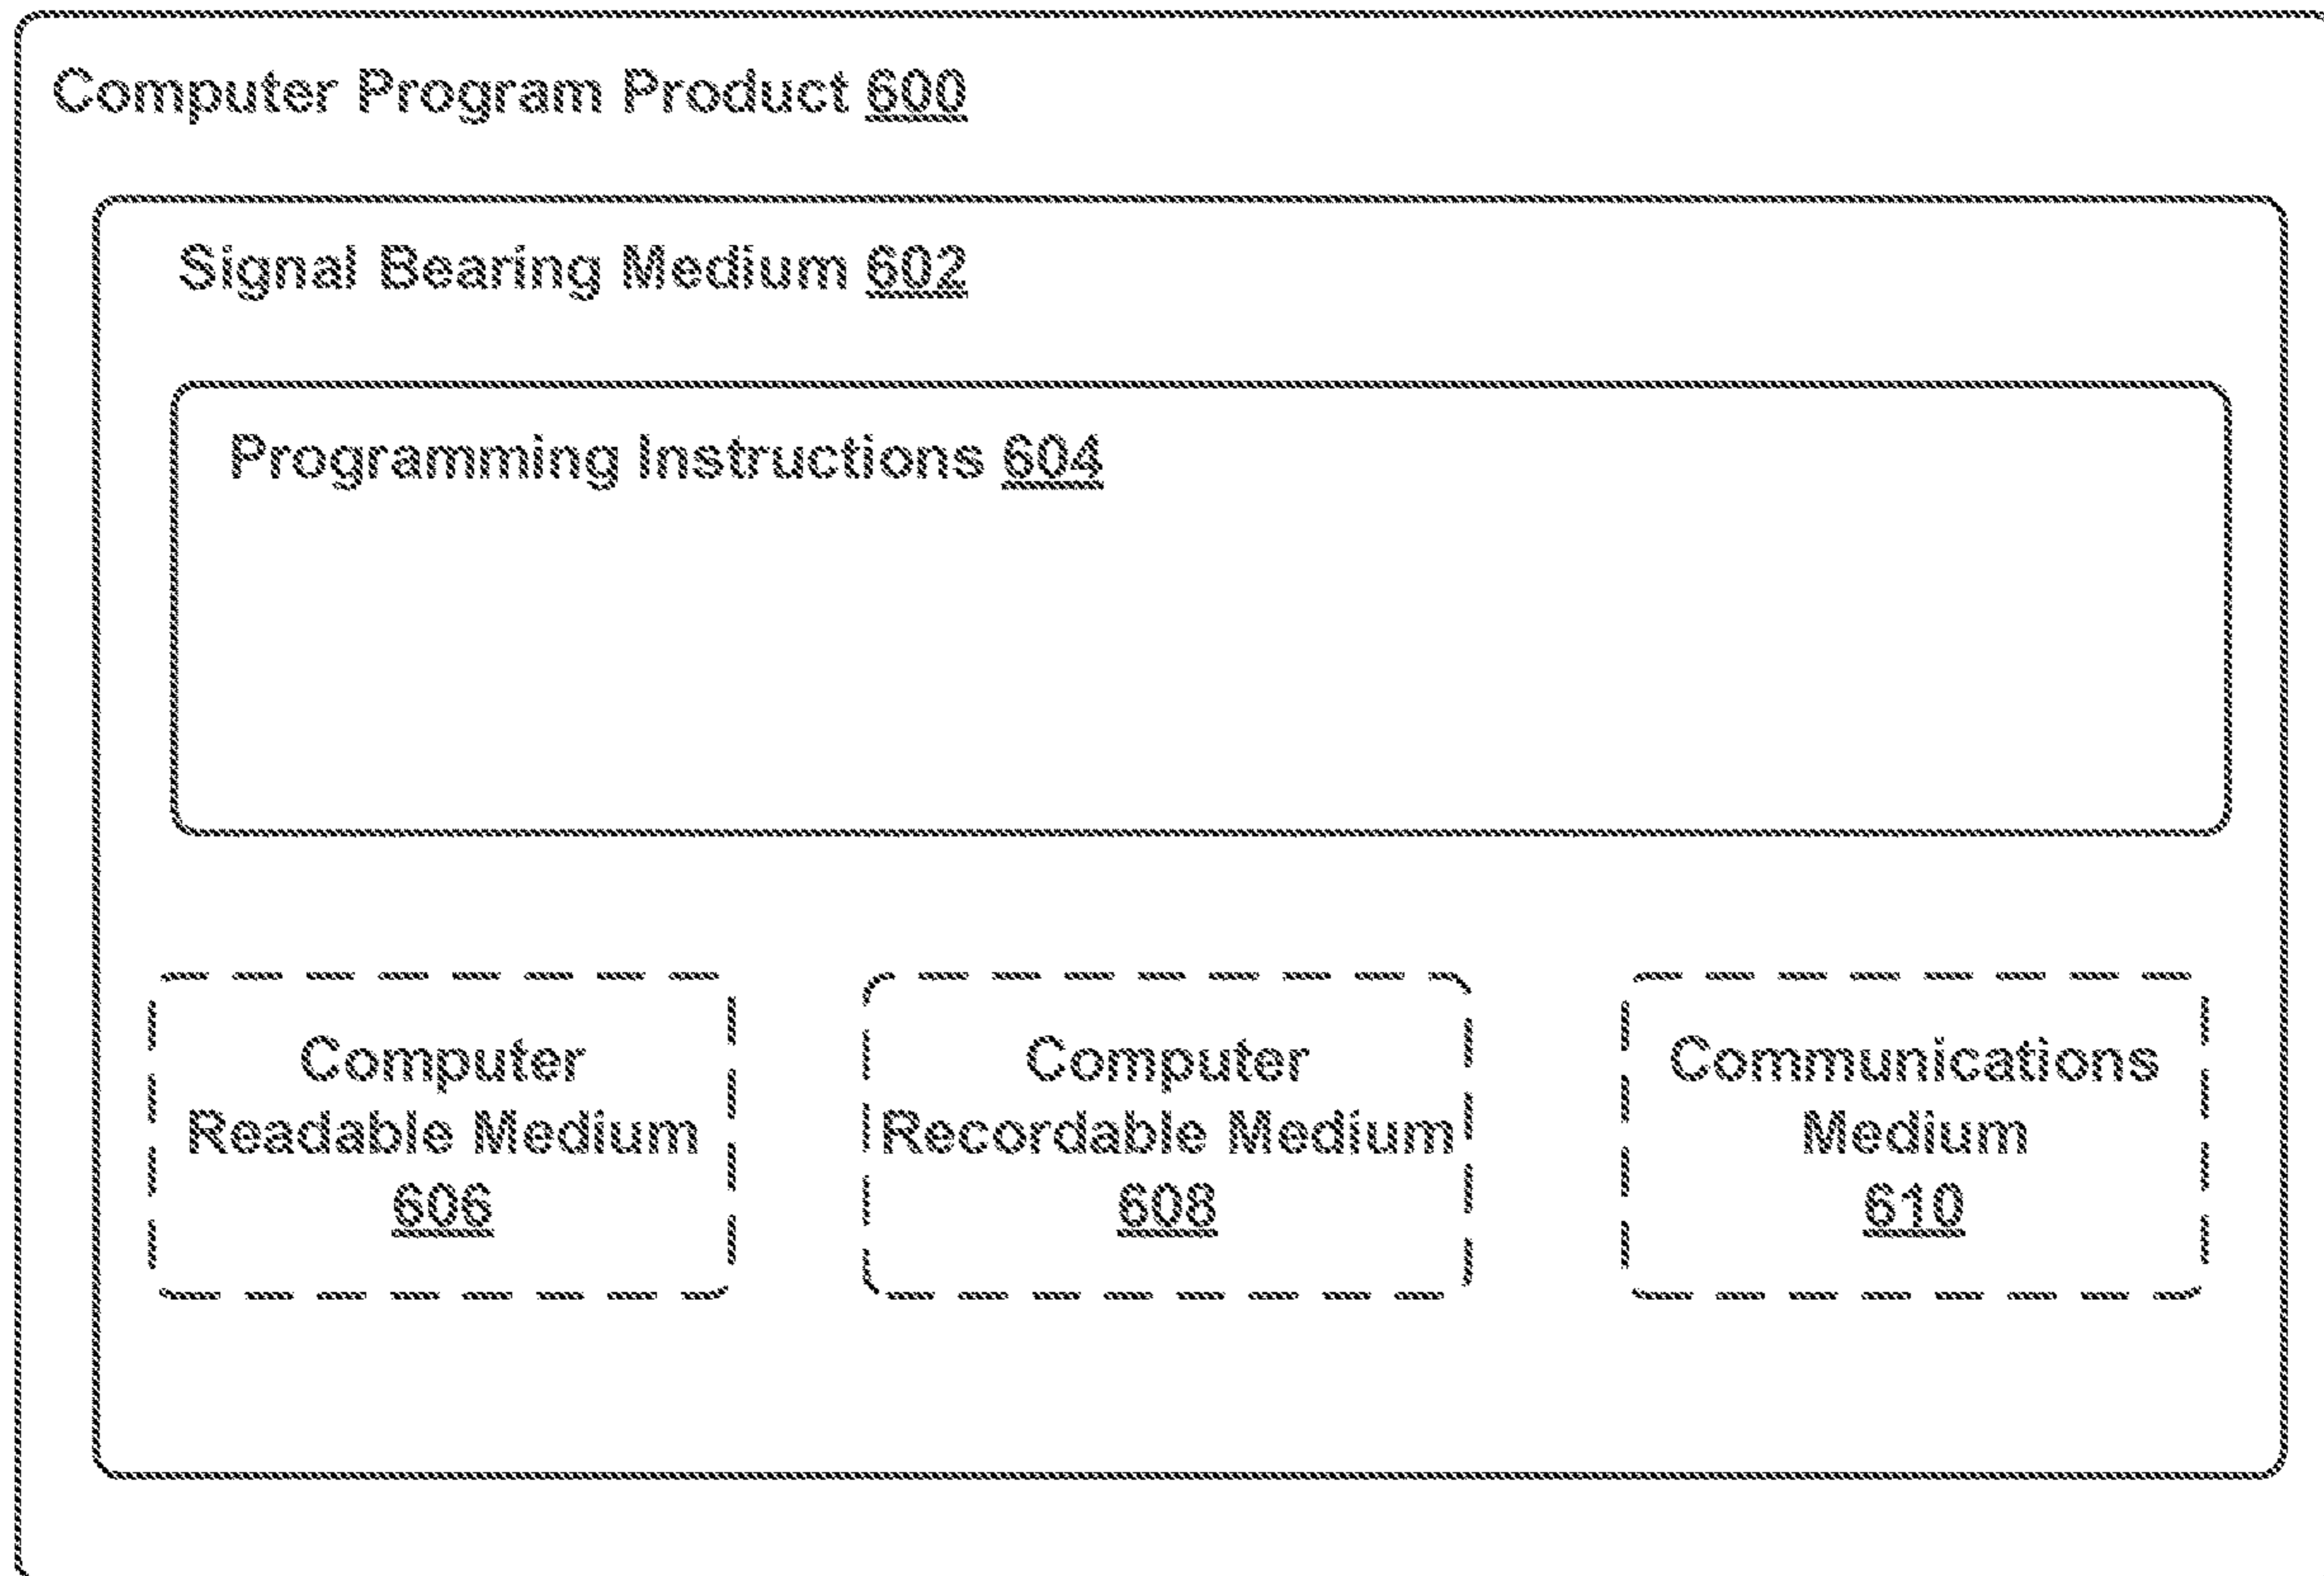 Computer Program Product 600
Signal Bearing Medium 602
Programming Instructions 604
Computer
Readable Medium
606
Computer
Recordable Medium
608
Communications
Medium
610